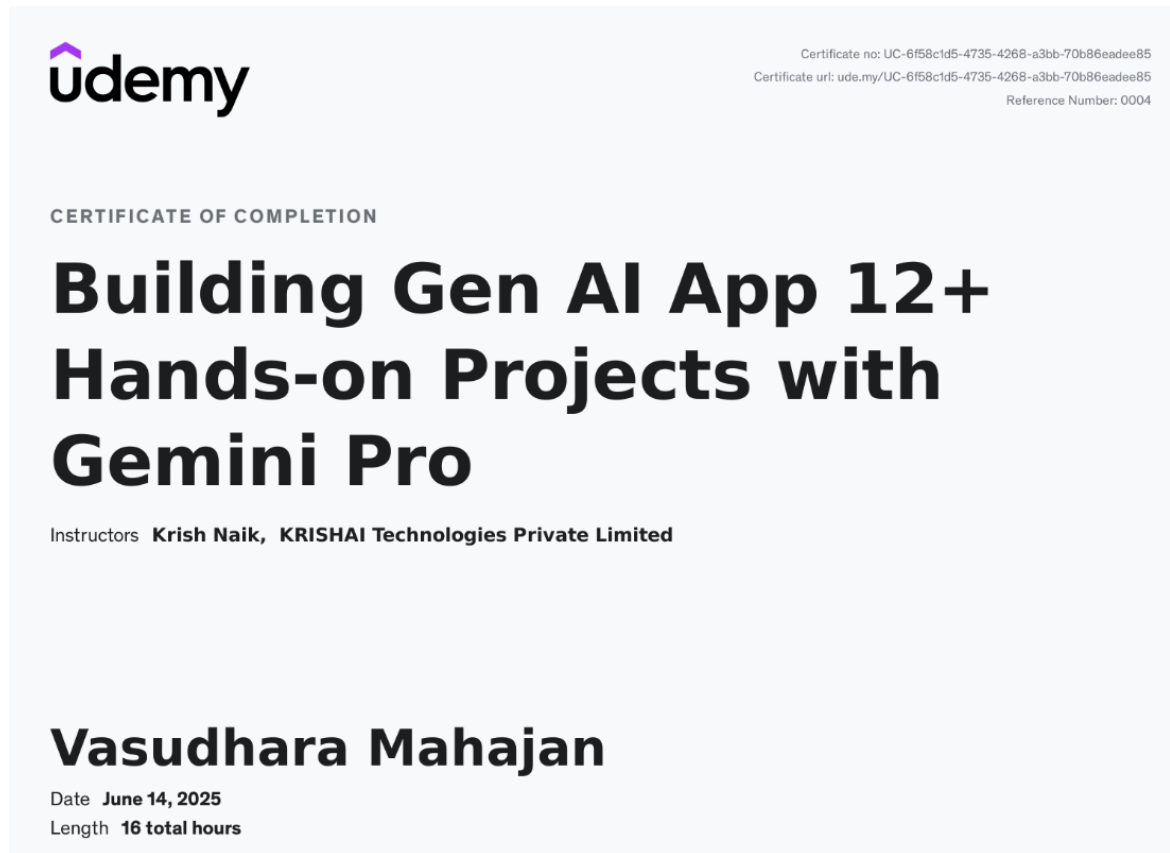 udemy
Certificate no: UC-6f58c1d5-4735-4268-a3bb-70b86eadee85
Certificate url: ude.my/UC-6f58c1d5-4735-4268-a3bb-70b86eadee85
Reference Number: 0004
CERTIFICATE OF COMPLETION
Building Gen AI App 12+
Hands-on Projects with
Gemini Pro
Instructors Krish Naik, KRISHAI Technologies Private Limited
Vasudhara Mahajan
Date June 14, 2025
Length 16 total hours